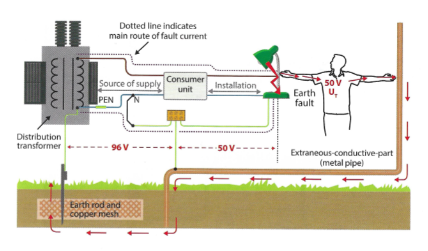 Dotted line indicates
main route of fault current
Source of supply
Consumer
unit
Installation
50 V
U_T
PEN
N
Earth
fault
Distribution
transformer
96 V
50 V
Extraneous-conductive-part
(metal pipe)
Earth rod and
copper mesh